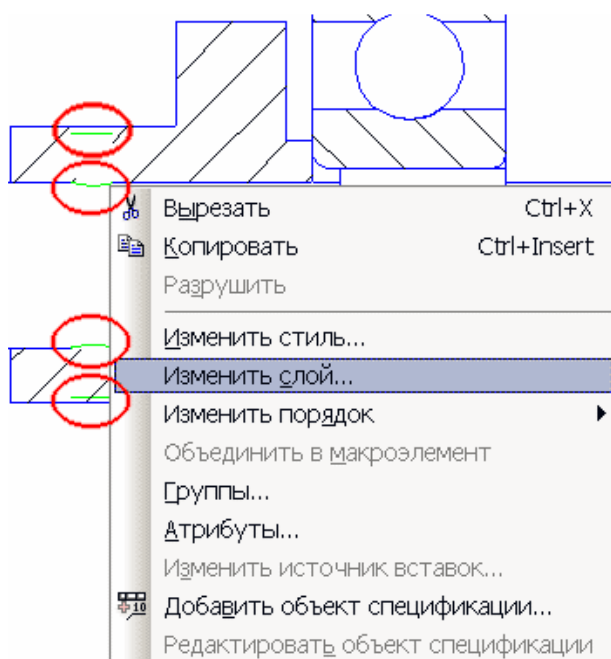 Вырезать Ctrl+X
Копировать Ctrl+Insert
Разрушить
Изменить стиль...
Изменить слой...
Изменить порядок
Объединить в макроэлемент
Группы...
Атрибуты...
Изменить источник вставок...
Добавить объект спецификации...
Редактировать объект спецификации